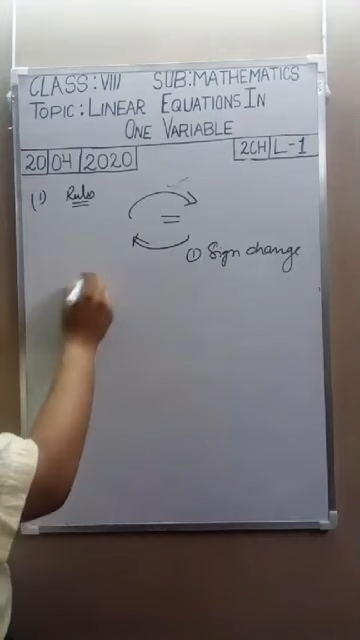 CLASS:VIII SUB:MATHEMATICS
TOPIC:LINEAR EQUATIONS IN
ONE VARIABLE
20|04|2020 2CH|L-1
(1) Rules
=
① Sign change